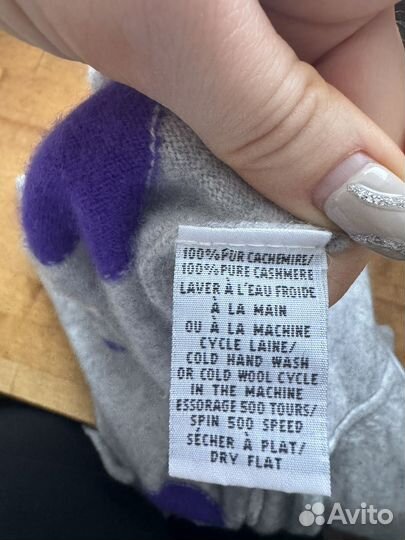 100% PUR CACHEMIRE/
100% PURE CASHMERE
LAVER À L'EAU FROIDE
À LA MAIN
OU À LA MACHINE
CYCLE LAINE/
COLD HAND WASH
OR COLD WOOL CYCLE
IN THE MACHINE
ESSORAGE 500 TOURS/
SPIN 500 SPEED
SÉCHER À PLAT/
DRY FLAT
Avito